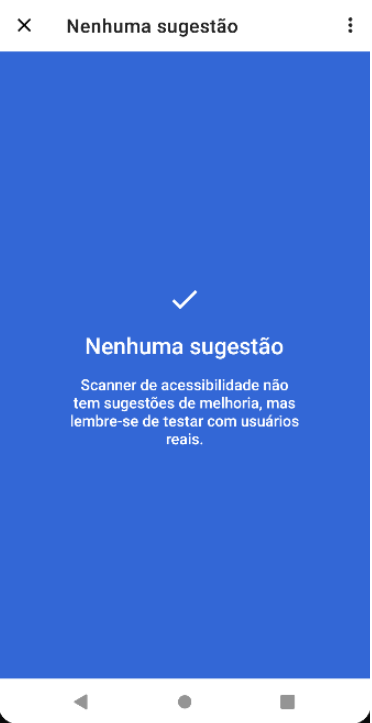 Nenhuma sugestão
Nenhuma sugestão
Scanner de acessibilidade não
tem sugestões de melhoria, mas
lembre-se de testar com usuários
reais.